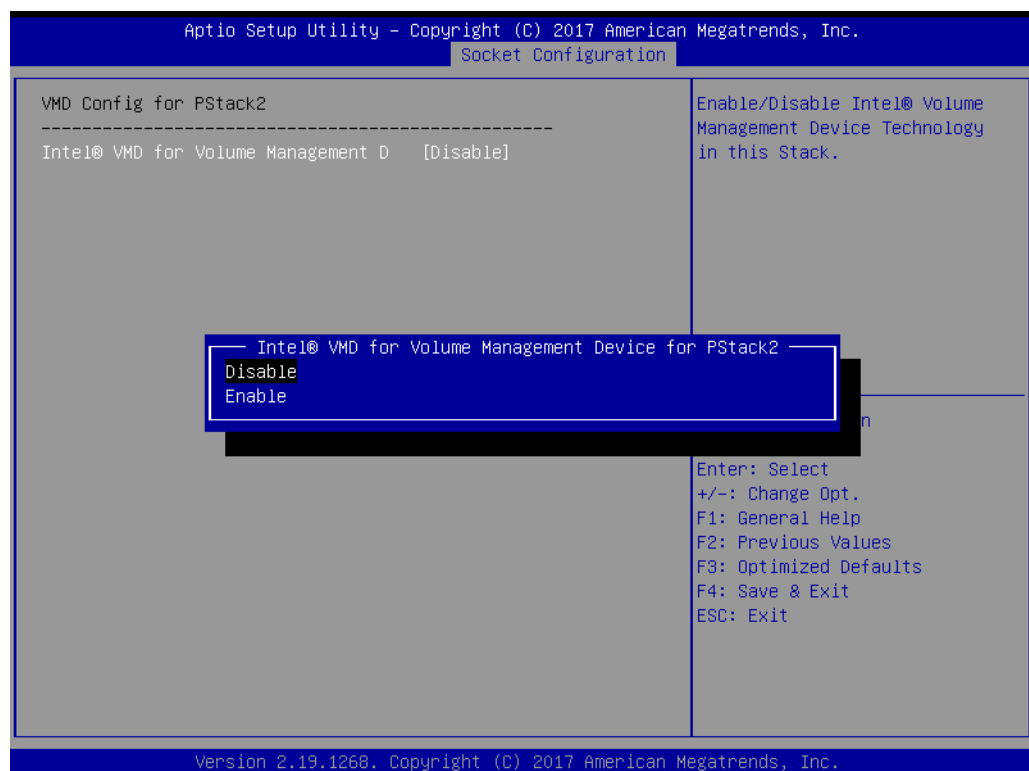 Aptio Setup Utility – Copyright (C) 2017 American Megatrends, Inc.
Socket Configuration
VMD Config for PStack2
--------------------------------------------------
Intel® VMD for Volume Management D [Disable]
Enable/Disable Intel® Volume
Management Device Technology
in this Stack.
Intel® VMD for Volume Management Device for PStack2
Disable
Enable
n
Enter: Select
+/-: Change Opt.
F1: General Help
F2: Previous Values
F3: Optimized Defaults
F4: Save & Exit
ESC: Exit
Version 2.19.1268. Copyright (C) 2017 American Megatrends, Inc.